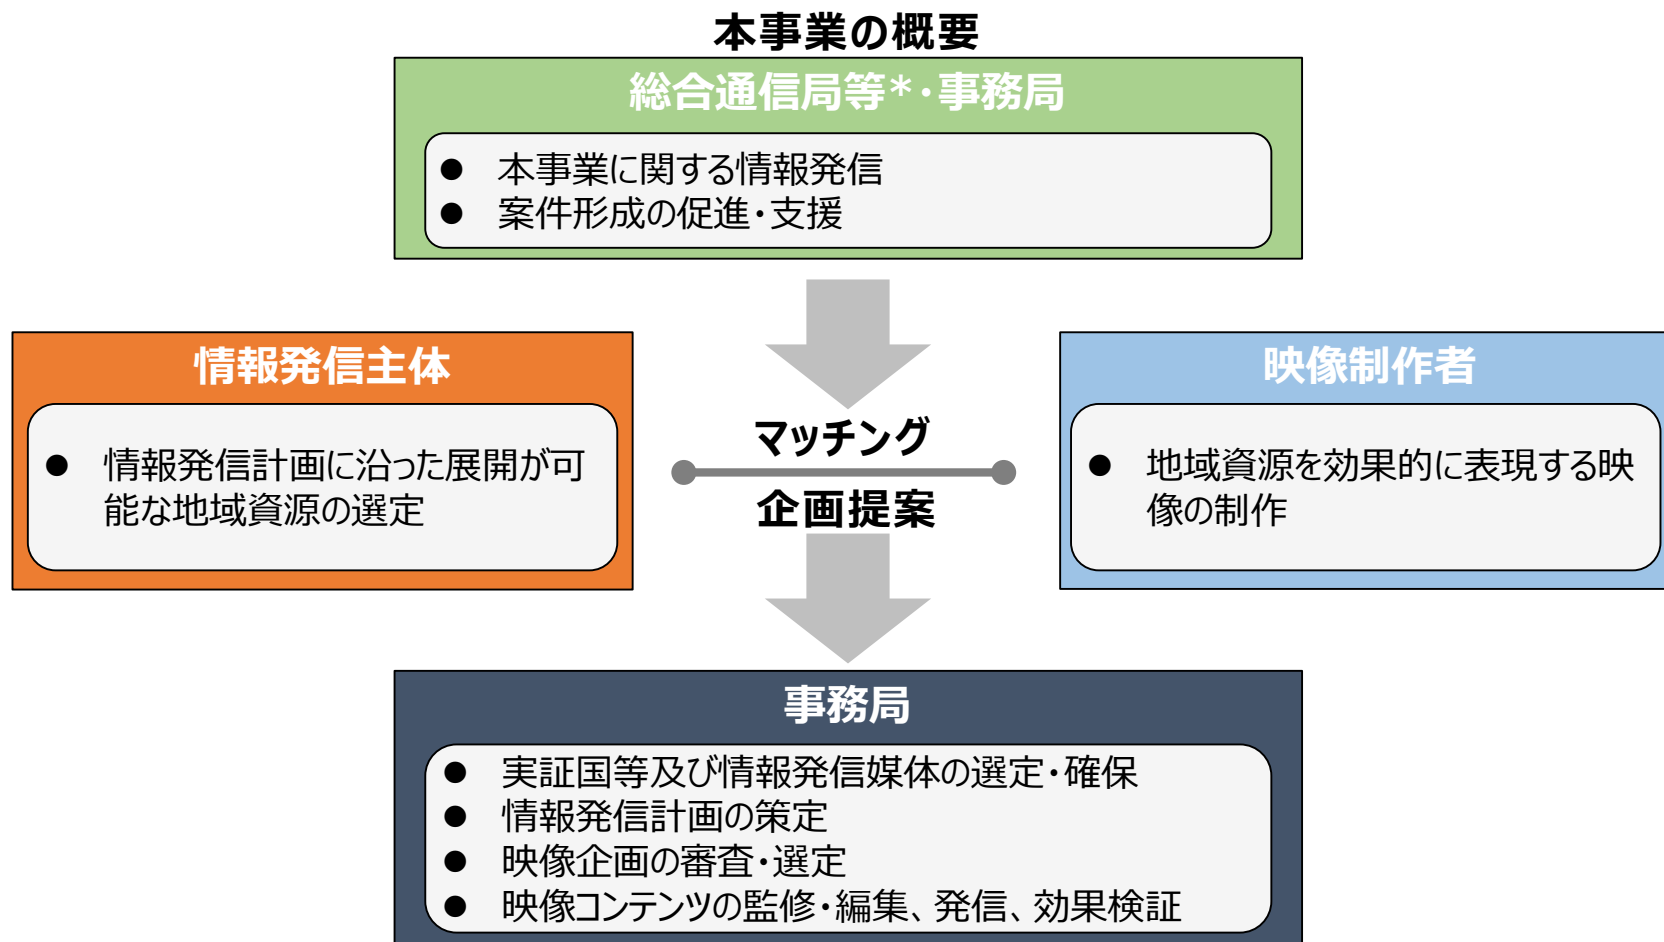 本事業の概要
総合通信局等*・事務局
● 本事業に関する情報発信
● 案件形成の促進・支援
情報発信主体
● 情報発信計画に沿った展開が可
能な地域資源の選定
マッチング
企画提案
映像制作者
● 地域資源を効果的に表現する映
像の制作
事務局
● 実証国等及び情報発信媒体の選定・確保
● 情報発信計画の策定
● 映像企画の審査・選定
● 映像コンテンツの監修・編集、発信、効果検証